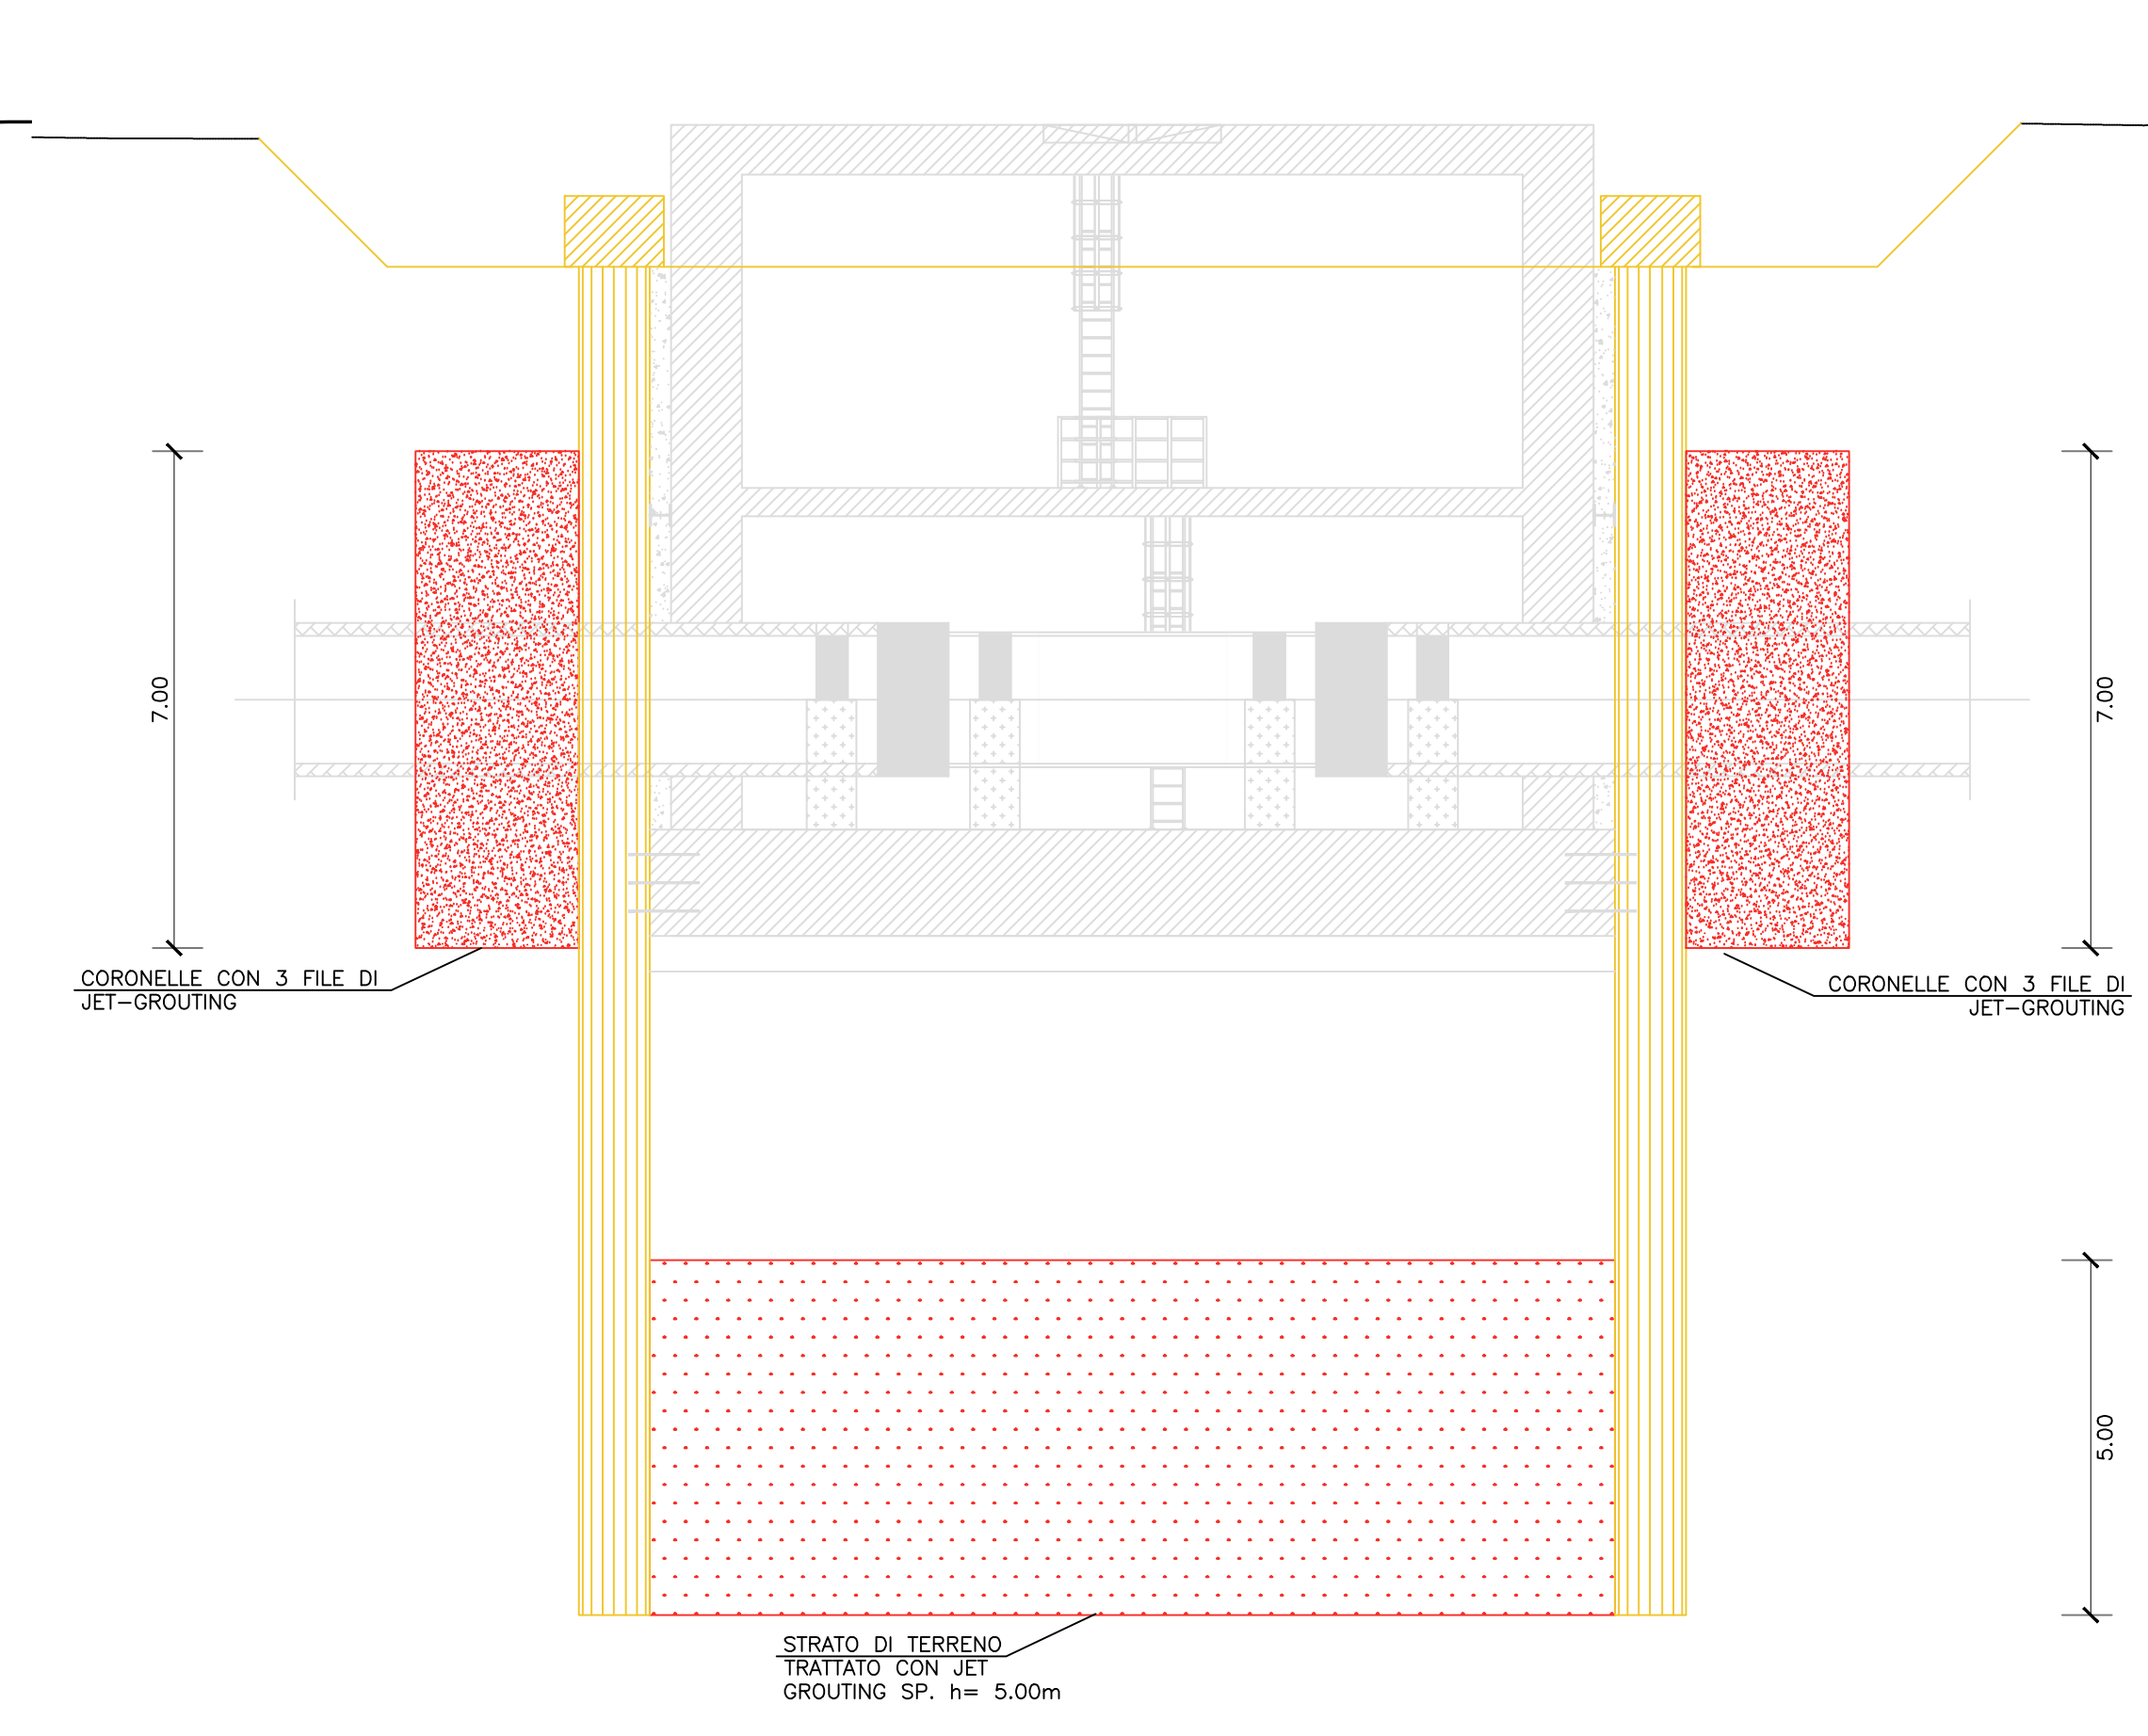 7.00
7.00
CORONELLE CON 3 FILE DI
JET-GROUTING
CORONELLE CON 3 FILE DI
JET-GROUTING
5.00
STRATO DI TERRENO
TRATTATO CON JET
GROUTING SP. h= 5.00m